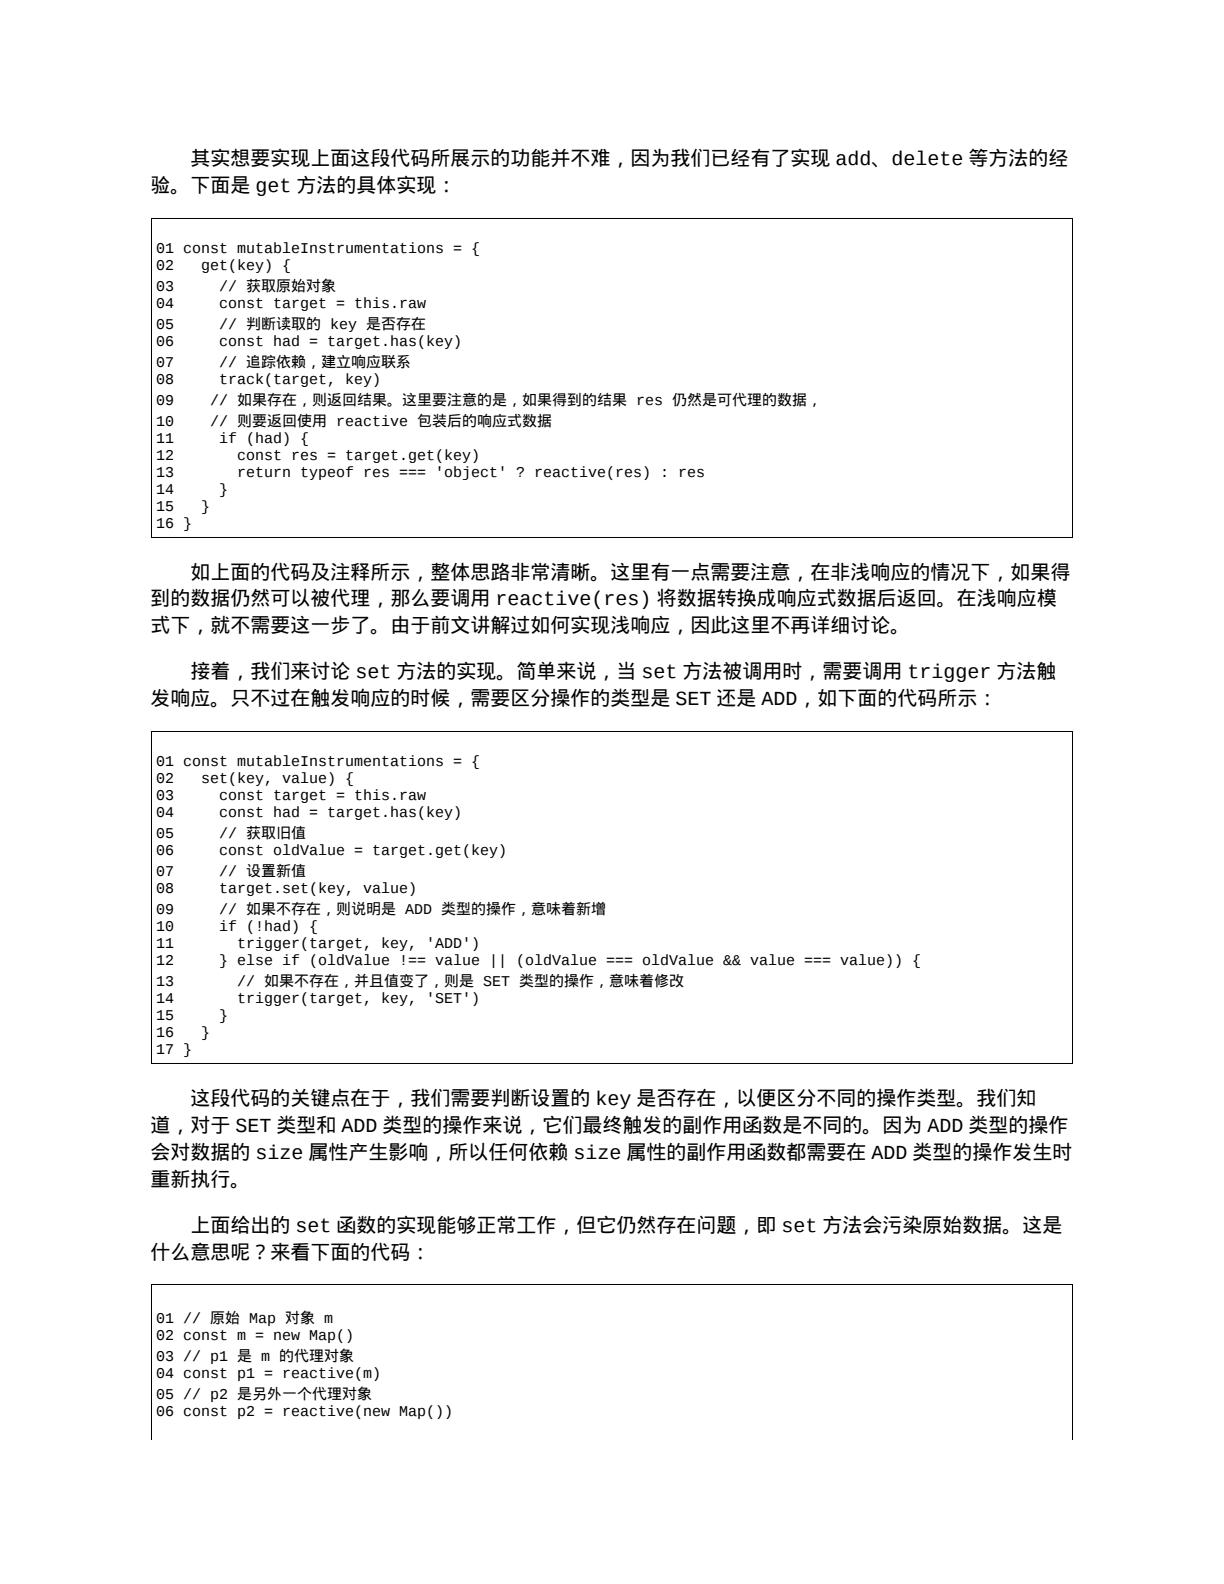 其实想要实现上面这段代码所展示的功能并不难，因为我们已经有了实现 add、delete 等方法的经
验。下面是 get 方法的具体实现：
01 const mutableInstrumentations = {
02   get(key) {
03     // 获取原始对象
04     const target = this.raw
05     // 判断读取的 key 是否存在
06     const had = target.has(key)
07     // 追踪依赖，建立响应联系
08     track(target, key)
09    // 如果存在，则返回结果。这里要注意的是，如果得到的结果 res 仍然是可代理的数据，
10    // 则要返回使用 reactive 包装后的响应式数据
11     if (had) {
12       const res = target.get(key)
13       return typeof res === 'object' ? reactive(res) : res
14     }
15   }
16 }
如上面的代码及注释所示，整体思路非常清晰。这里有一点需要注意，在非浅响应的情况下，如果得
到的数据仍然可以被代理，那么要调用 reactive(res) 将数据转换成响应式数据后返回。在浅响应模
式下，就不需要这一步了。由于前文讲解过如何实现浅响应，因此这里不再详细讨论。
接着，我们来讨论 set 方法的实现。简单来说，当 set 方法被调用时，需要调用 trigger 方法触
发响应。只不过在触发响应的时候，需要区分操作的类型是 SET 还是 ADD，如下面的代码所示：
01 const mutableInstrumentations = {
02   set(key, value) {
03     const target = this.raw
04     const had = target.has(key)
05     // 获取旧值
06     const oldValue = target.get(key)
07     // 设置新值
08     target.set(key, value)
09     // 如果不存在，则说明是 ADD 类型的操作，意味着新增
10     if (!had) {
11       trigger(target, key, 'ADD')
12     } else if (oldValue !== value || (oldValue === oldValue && value === value)) {
13       // 如果不存在，并且值变了，则是 SET 类型的操作，意味着修改
14       trigger(target, key, 'SET')
15     }
16   }
17 }
这段代码的关键点在于，我们需要判断设置的 key 是否存在，以便区分不同的操作类型。我们知
道，对于 SET 类型和 ADD 类型的操作来说，它们最终触发的副作用函数是不同的。因为 ADD 类型的操作
会对数据的 size 属性产生影响，所以任何依赖 size 属性的副作用函数都需要在 ADD 类型的操作发生时
重新执行。
上面给出的 set 函数的实现能够正常工作，但它仍然存在问题，即 set 方法会污染原始数据。这是
什么意思呢？来看下面的代码：
01 // 原始 Map 对象 m
02 const m = new Map()
03 // p1 是 m 的代理对象
04 const p1 = reactive(m)
05 // p2 是另外一个代理对象
06 const p2 = reactive(new Map())